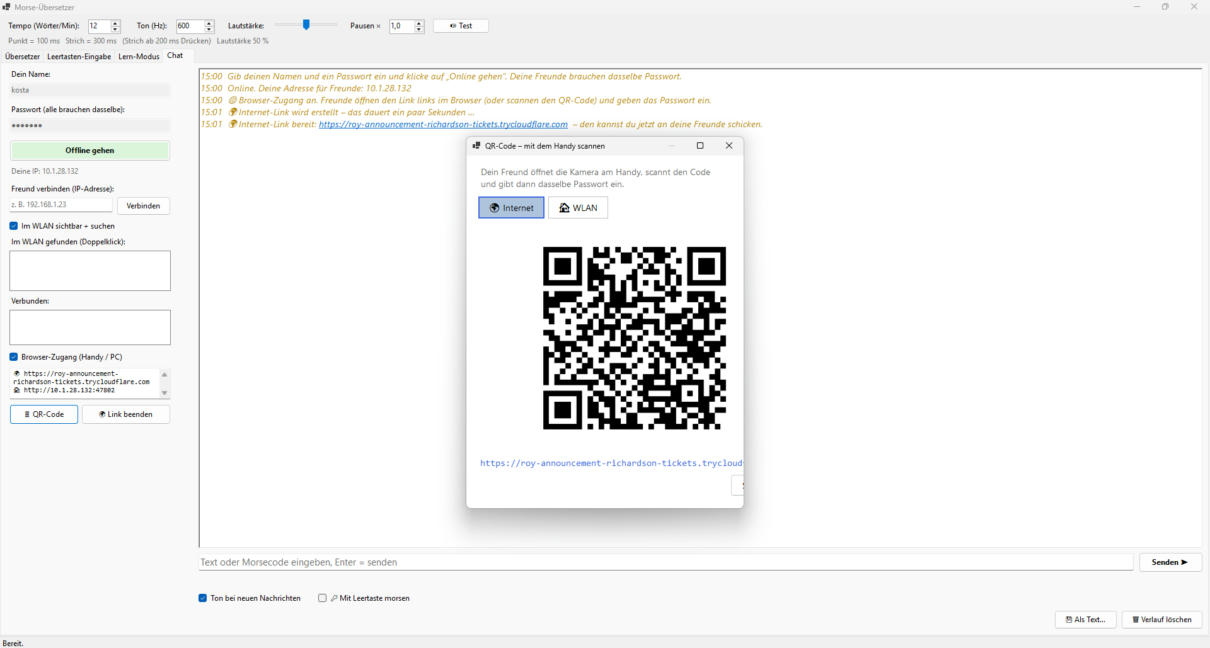 Morse-Übersetzer
Tempo (Wörter/Min): 12 Ton (Hz): 600 Lautstärke: Pausen × 1,0 Test
Punkt = 100 ms Strich = 300 ms (Strich ab 200 ms Drücken) Lautstärke 50 %
Übersetzer Leertasten-Eingabe Lern-Modus Chat
Dein Name:
kosta
Passwort (alle brauchen dasselbe):
Offline gehen
Deine IP: 10.1.28.132
Freund verbinden (IP-Adresse):
z. B. 192.168.1.23 Verbinden
Im WLAN sichtbar + suchen
Im WLAN gefunden (Doppelklick):
Verbunden:
Browser-Zugang (Handy / PC)
https://roy-announcement-
richardson-tickets.trycloudflare.com
http://10.1.28.132:47802
QR-Code Link beenden
15:00 Gib deinen Namen und ein Passwort ein und klicke auf „Online gehen“. Deine Freunde brauchen dasselbe Passwort.
15:00 Online. Deine Adresse für Freunde: 10.1.28.132
15:00 Browser-Zugang an. Freunde öffnen den Link links im Browser (oder scannen den QR-Code) und geben das Passwort ein.
15:01 Internet-Link wird erstellt – das dauert ein paar Sekunden ...
15:01 Internet-Link bereit: https://roy-announcement-richardson-tickets.trycloudflare.com – den kannst du jetzt an deine Freunde schicken.
QR-Code – mit dem Handy scannen
Dein Freund öffnet die Kamera am Handy, scannt den Code
und gibt dann dasselbe Passwort ein.
Internet WLAN
https://roy-announcement-richardson-tickets.tryclouds
Text oder Morsecode eingeben, Enter = senden Senden ➤
Ton bei neuen Nachrichten Mit Leertaste morsen
Als Text... Verlauf löschen
Bereit.